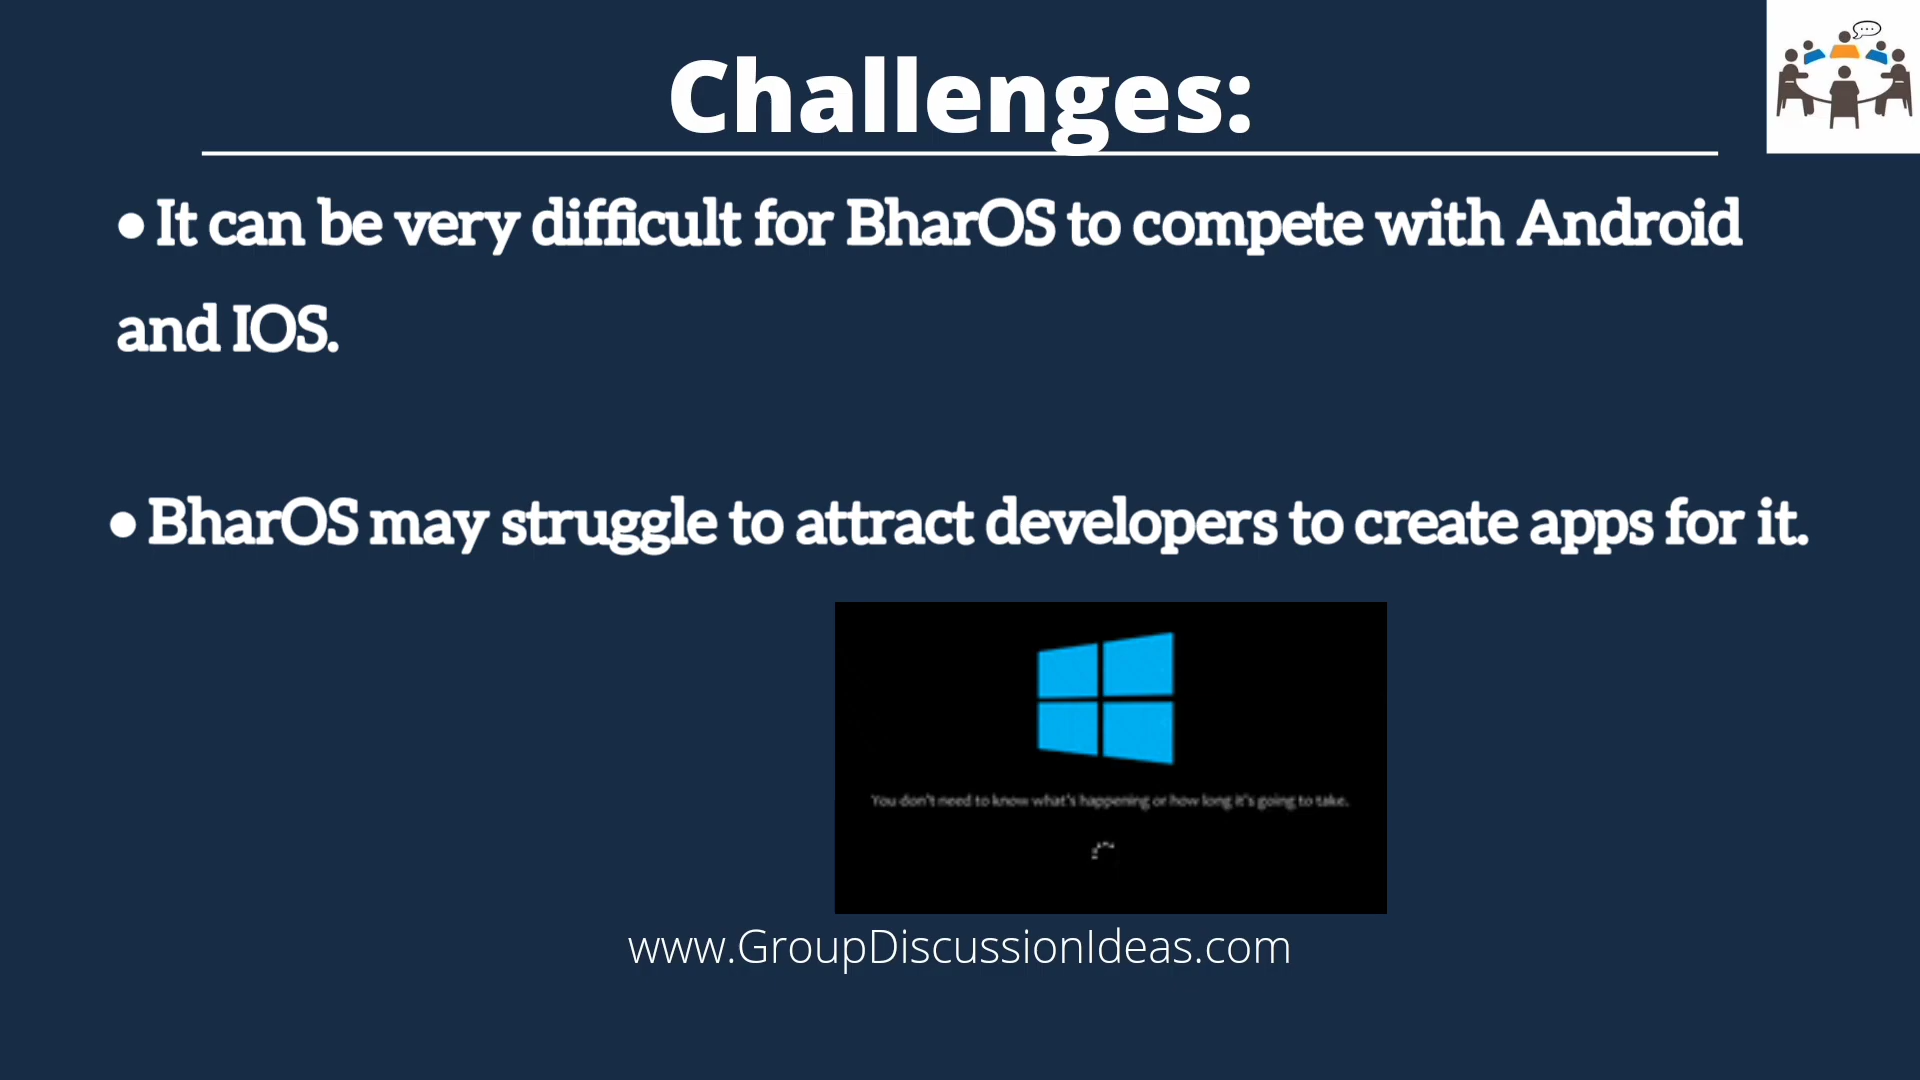 Challenges:
● It can be very difficult for BharOS to compete with Android
and IOS.
● BharOS may struggle to attract developers to create apps for it.
You don't need to know what's happening or how long it's going to take.
www.GroupDiscussionIdeas.com